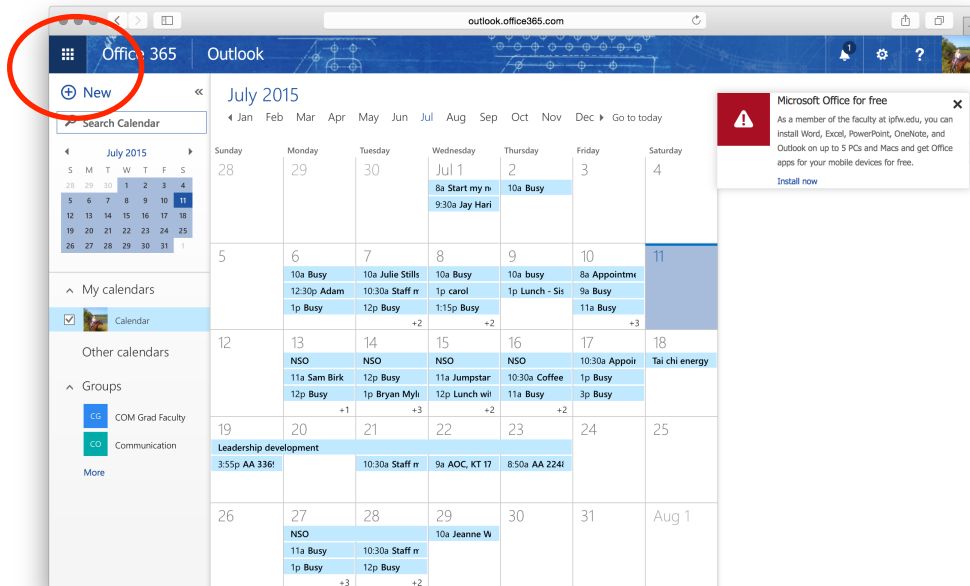 outlook.office365.com
Office 365 Outlook 1 ?
New «
Search Calendar
July 2015
S M T W T F S
28 29 30 1 2 3 4
5 6 7 8 9 10 11
12 13 14 15 16 17 18
19 20 21 22 23 24 25
26 27 28 29 30 31 1
My calendars
Calendar
Other calendars
Groups
CG COM Grad Faculty
CO Communication
More
July 2015
Jan Feb Mar Apr May Jun Jul Aug Sep Oct Nov Dec Go to today
Sunday Monday Tuesday Wednesday Thursday Friday Saturday
28 29 30 Jul 1 2 3 4
8a Start my n 10a Busy
9:30a Jay Hari
5 6 7 8 9 10 11
10a Busy 10a Julie Stills 10a Busy 10a busy 8a Appointme
12:30p Adam 10:30a Staff m 1p carol 1p Lunch - Sis 9a Busy
1p Busy 12p Busy 1:15p Busy 11a Busy
+2 +2 +3
12 13 14 15 16 17 18
NSO NSO NSO NSO 10:30a Appoir Tai chi energy
11a Sam Birk 12p Busy 11a Jumpstar 10:30a Coffee 1p Busy
12p Busy 1p Bryan Myl 12p Lunch wit 11a Busy 3p Busy
+1 +3 +2 +2
19 20 21 22 23 24 25
Leadership development
3:55p AA 336 10:30a Staff m 9a AOC, KT 17 8:50a AA 224
26 27 28 29 30 31 Aug 1
NSO 10a Jeanne W
11a Busy 10:30a Staff m
1p Busy 12p Busy
+3 +2
Microsoft Office for free
As a member of the faculty at ipfw.edu, you can
install Word, Excel, PowerPoint, OneNote, and
Outlook on up to 5 PCs and Macs and get Office
apps for your mobile devices for free.
Install now